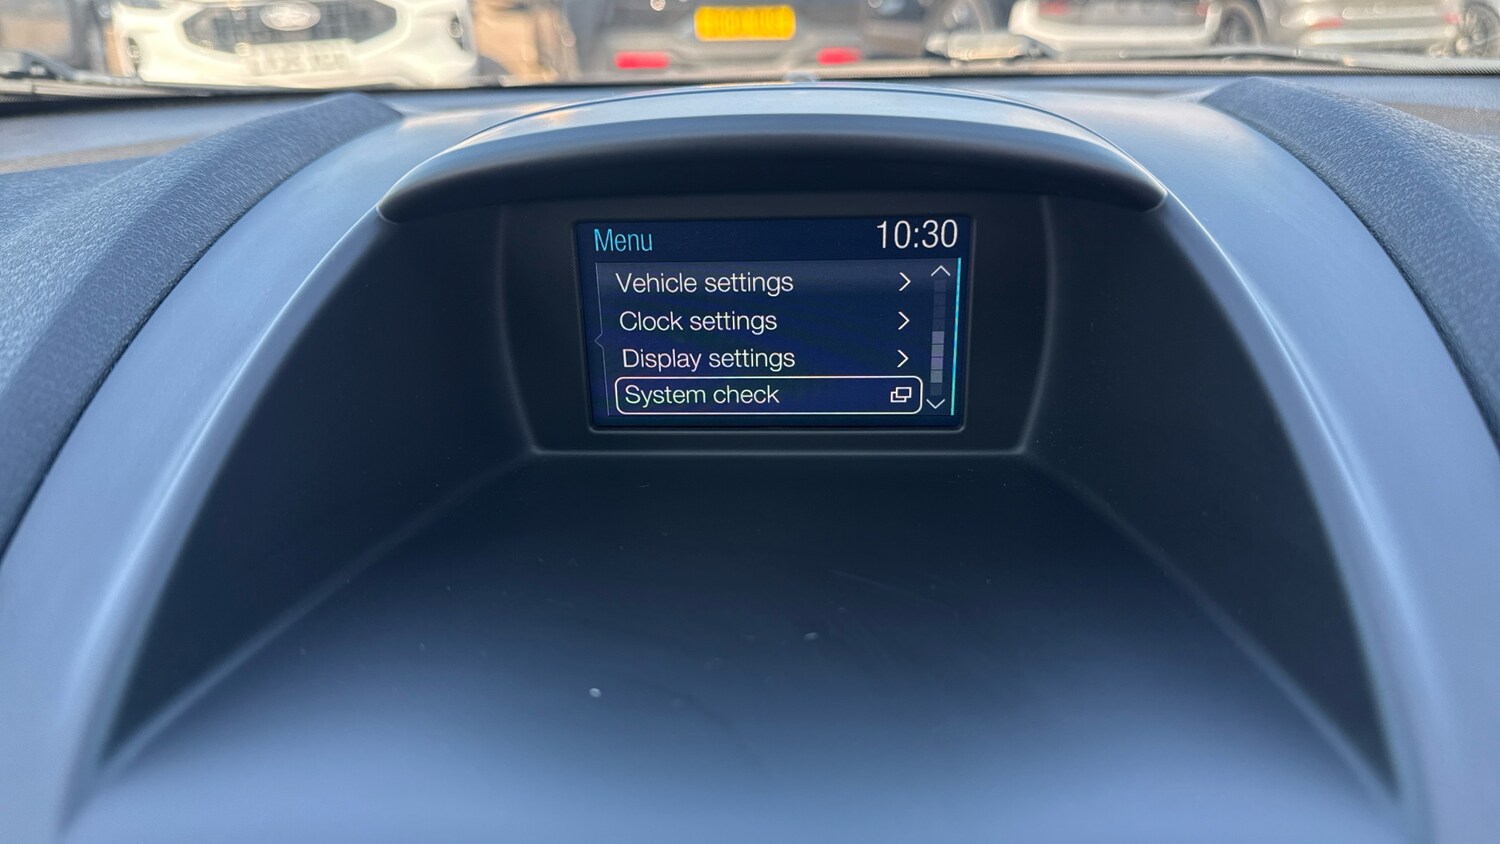 Menu
10:30
Vehicle settings
Clock settings
Display settings
System check